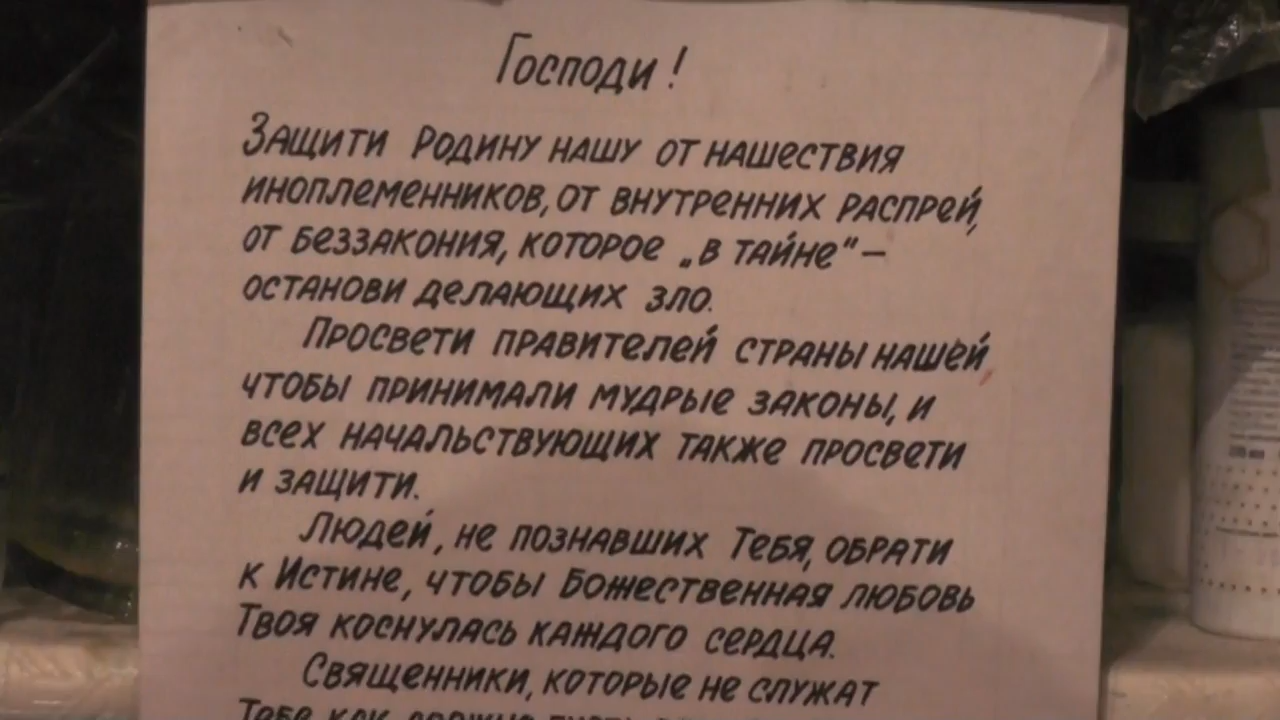 Господи!
Защити Родину нашу от нашествия
иноплеменников, от внутренних распрей,
от беззакония, которое „в тайне“ –
останови делающих зло.
Просвети правителей страны нашей
чтобы принимали мудрые законы, и
всех начальствующих также просвети
и защити.
Людей, не познавших Тебя, обрати
к Истине, чтобы Божественная любовь
Твоя коснулась каждого сердца.
Священники, которые не служат
Тебе как